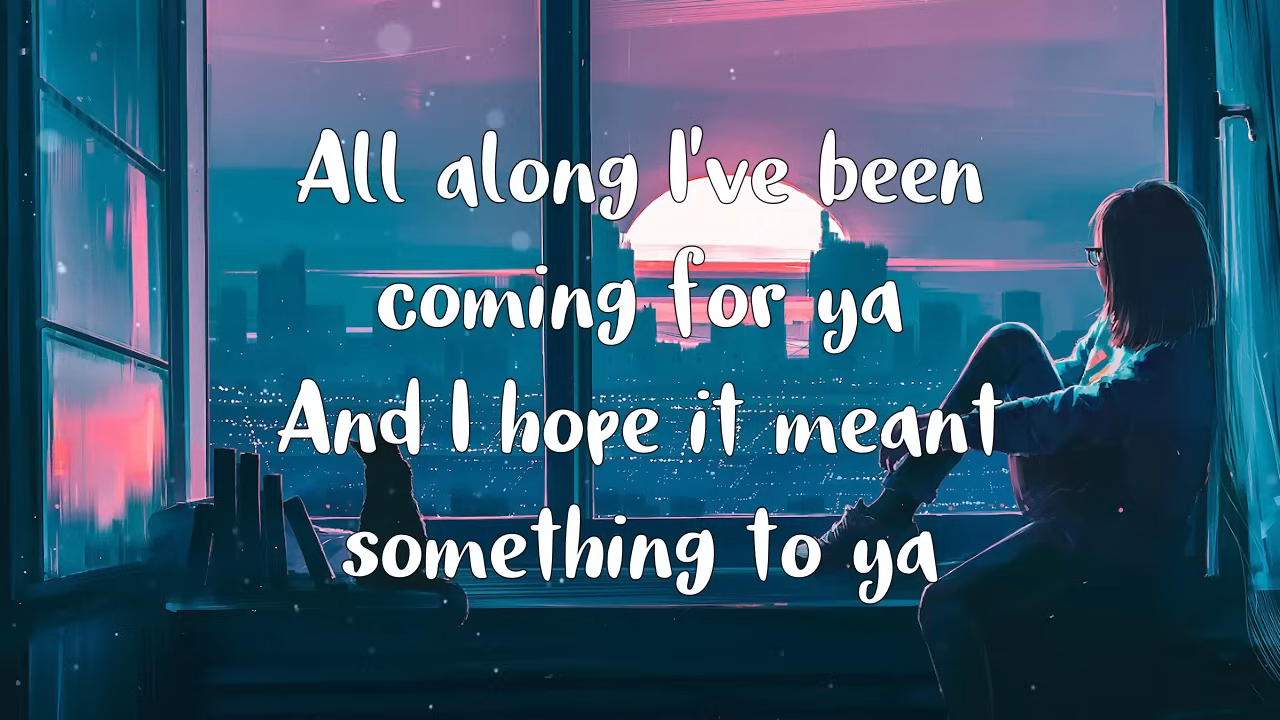 All along I've been
coming for ya
And I hope it meant
something to ya